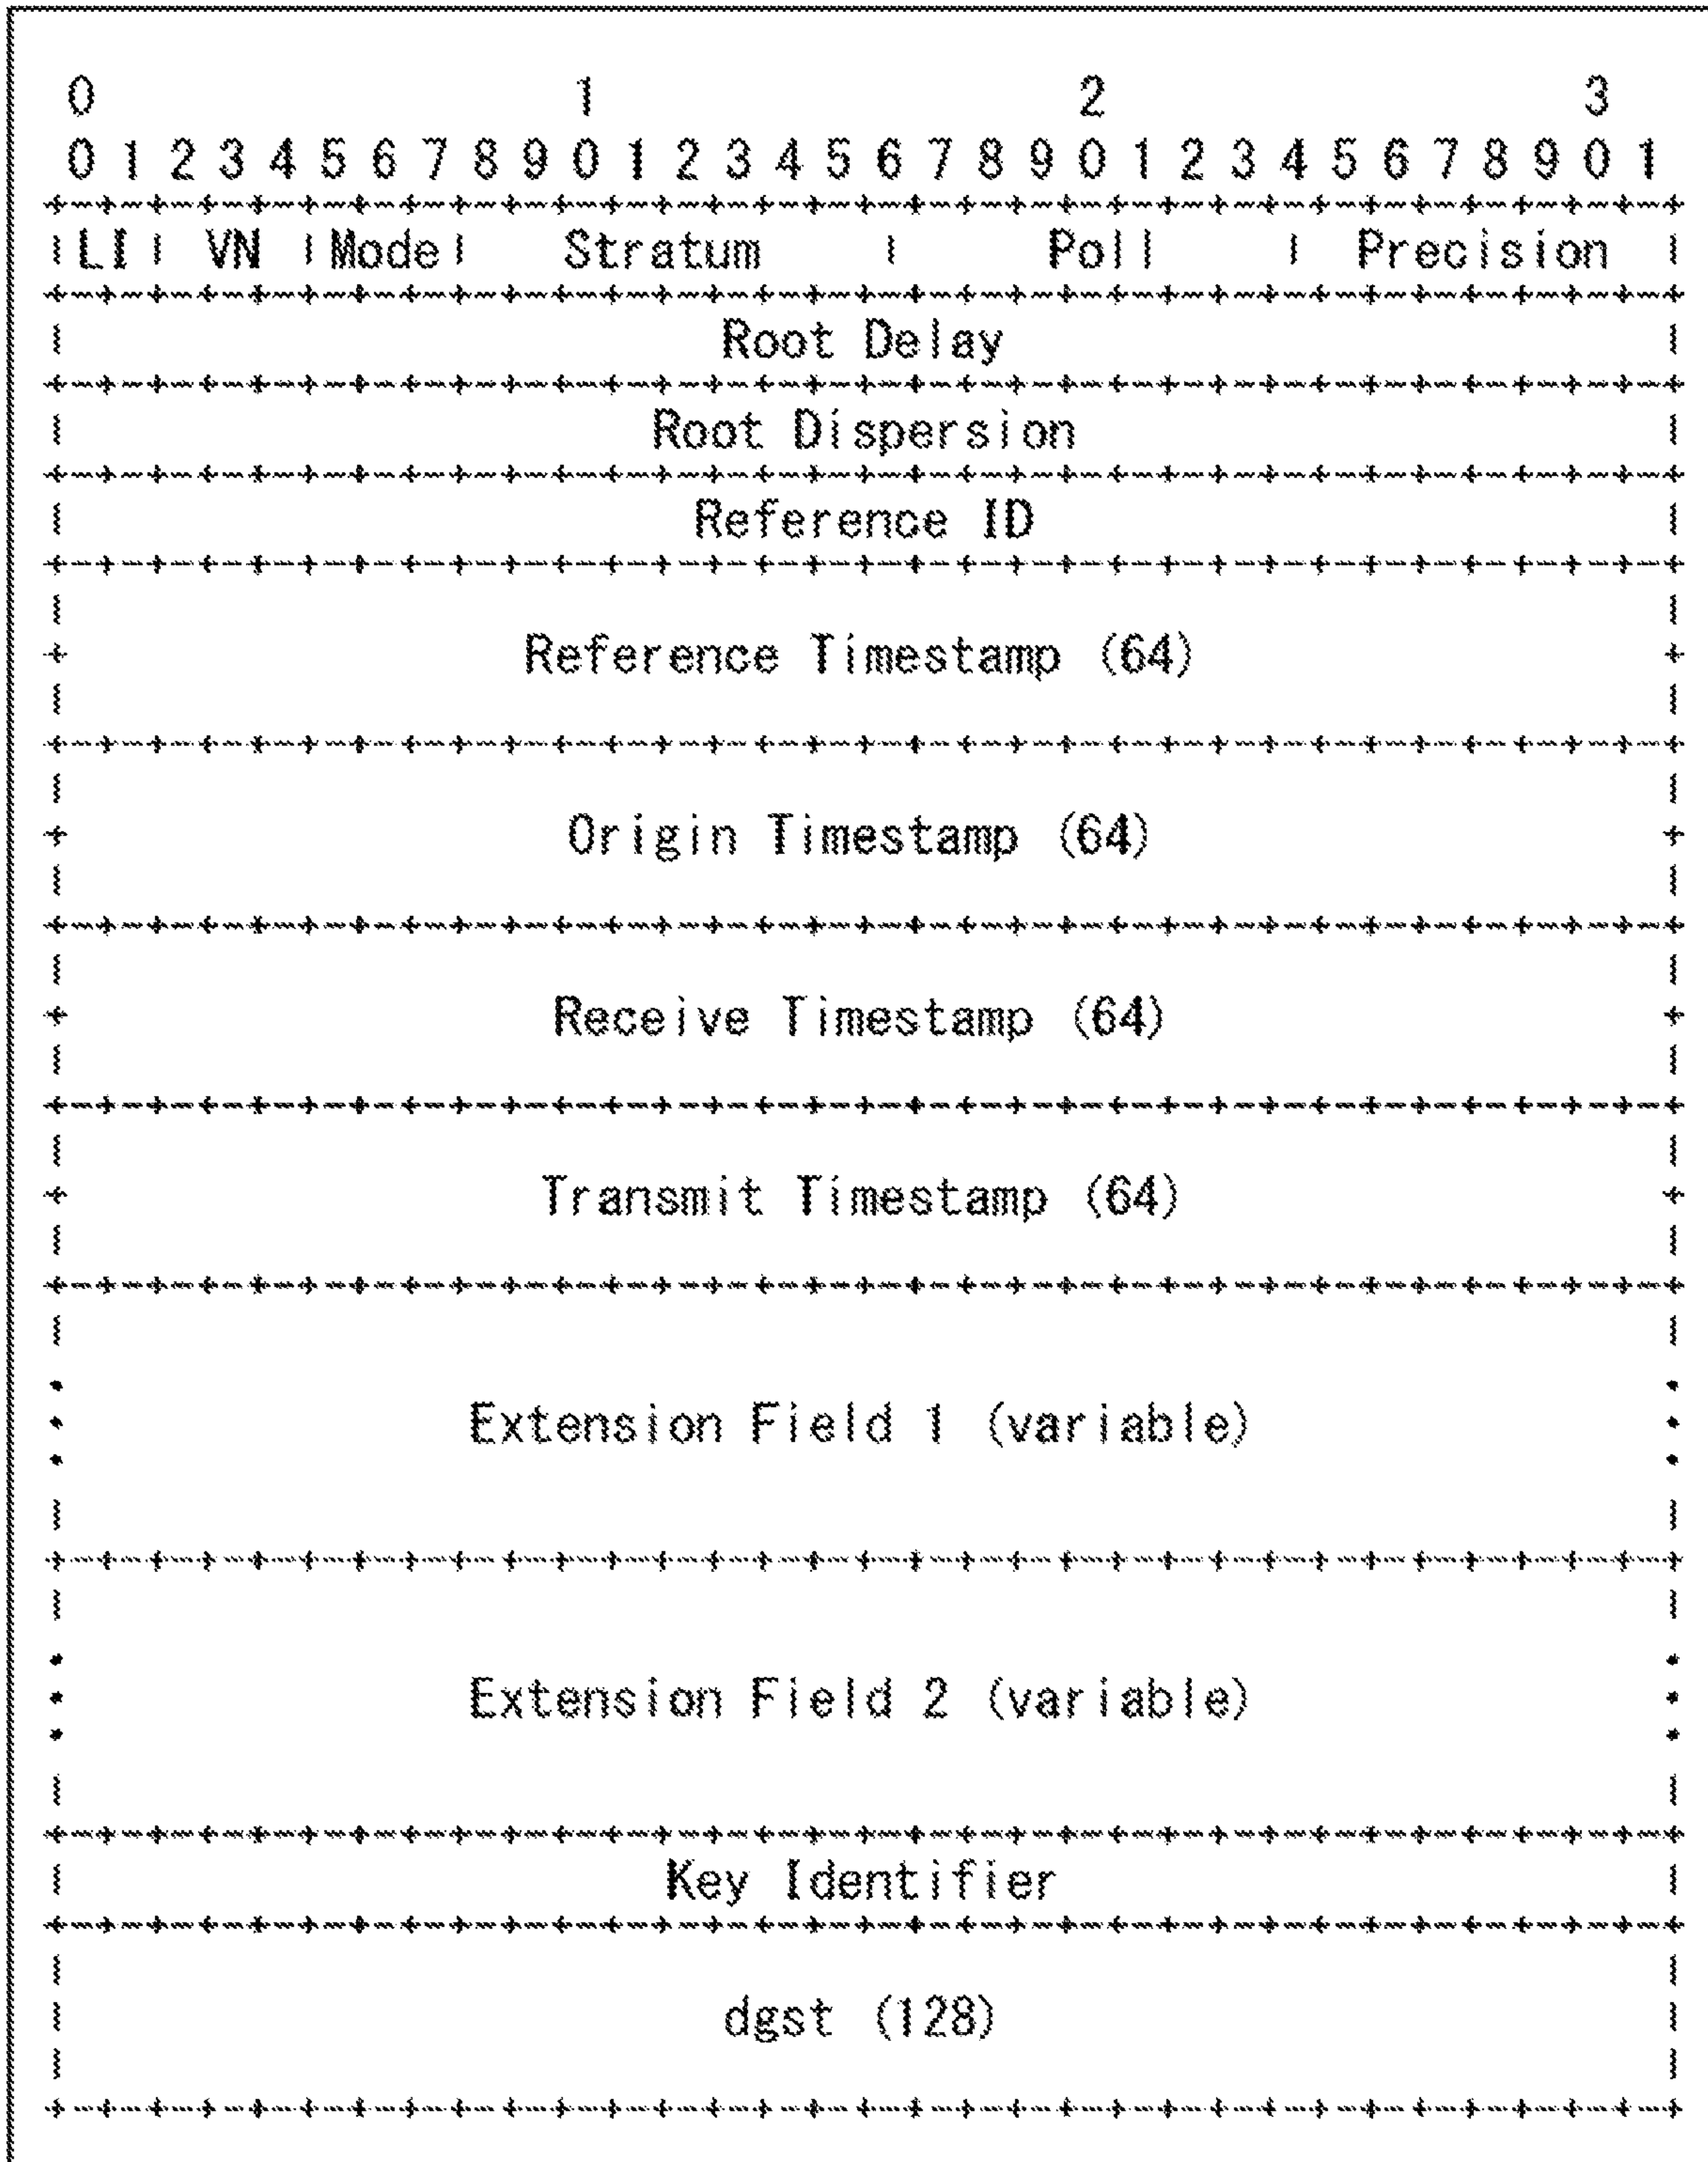 0 1 2 3
0 1 2 3 4 5 6 7 8 9 0 1 2 3 4 5 6 7 8 9 0 1 2 3 4 5 6 7 8 9 0 1
|LI| VN |Mode| Stratum | Poll | Precision |
Root Delay
Root Dispersion
Reference ID
Reference Timestamp (64)
Origin Timestamp (64)
Receive Timestamp (64)
Transmit Timestamp (64)
Extension Field 1 (variable)
Extension Field 2 (variable)
Key Identifier
dgst (128)